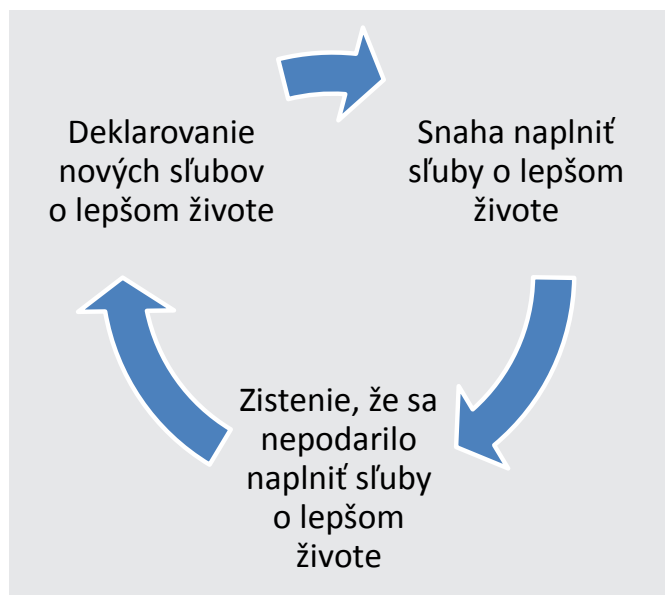 Deklarovanie
nových sľubov
o lepšom živote
Snaha naplniť
sľuby o lepšom
živote
Zistenie, že sa
nepodarilo
naplniť sľuby
o lepšom
živote